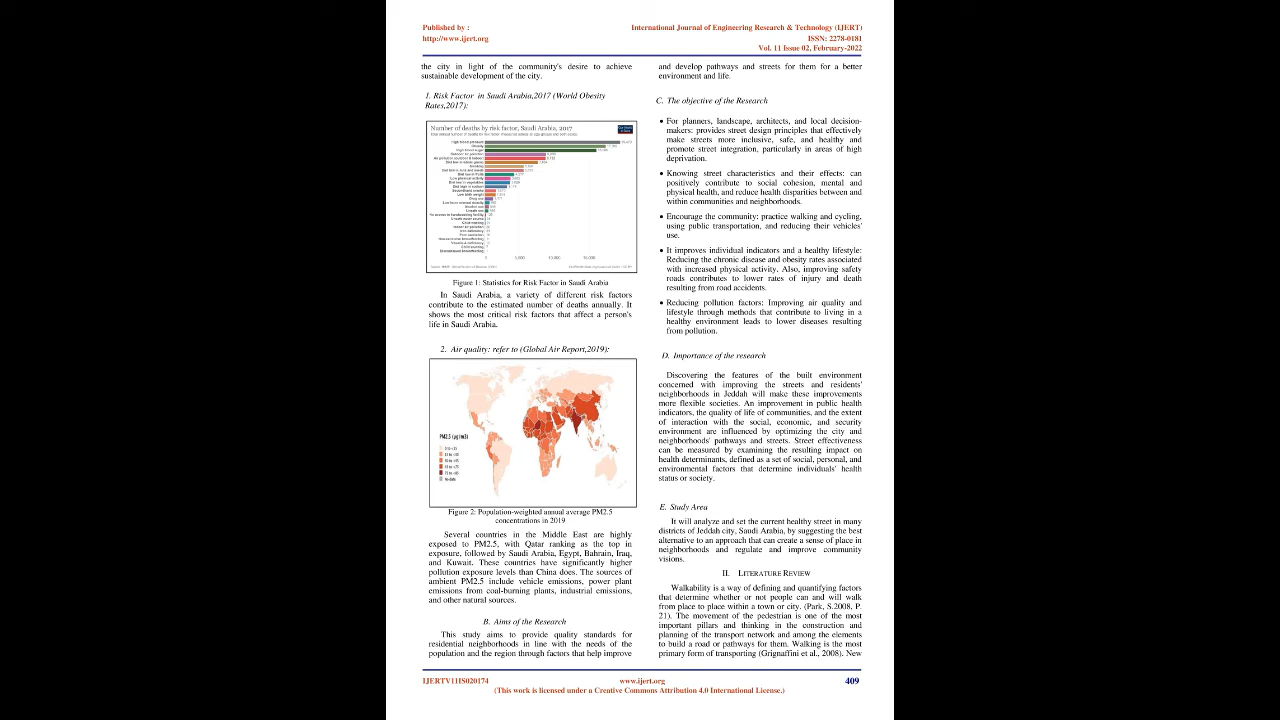 Published by :
http://www.ijert.org
International Journal of Engineering Research & Technology (IJERT)
ISSN: 2278-0181
Vol. 11 Issue 02, February-2022
the city in light of the community's desire to achieve
sustainable development of the city.
1. Risk Factor in Saudi Arabia,2017 (World Obesity
Rates,2017):
Number of deaths by risk factor, Saudi Arabia, 2017
High blood pressure
Obesity
High blood sugar
Smoking
Drug use
0
5,000
10,000
15,000
Figure 1: Statistics for Risk Factor in Saudi Arabia
In Saudi Arabia, a variety of different risk factors
contribute to the estimated number of deaths annually. It
shows the most critical risk factors that affect a person's
life in Saudi Arabia.
2. Air quality: refer to (Global Air Report,2019):
PM2.5 (µg/m3)
No data
Figure 2: Population-weighted annual average PM2.5
concentrations in 2019
Several countries in the Middle East are highly
exposed to PM2.5, with Qatar ranking as the top in
exposure, followed by Saudi Arabia, Egypt, Bahrain, Iraq,
and Kuwait. These countries have significantly higher
pollution exposure levels than China does. The sources of
ambient PM2.5 include vehicle emissions, power plant
emissions from coal-burning plants, industrial emissions,
and other natural sources.
B. Aims of the Research
This study aims to provide quality standards for
residential neighborhoods in line with the needs of the
population and the region through factors that help improve
and develop pathways and streets for them for a better
environment and life.
C. The objective of the Research
• For planners, landscape, architects, and local decision-
makers: provides street design principles that effectively
make streets more inclusive, safe, and healthy and
promote street integration, particularly in areas of high
deprivation.
• Knowing street characteristics and their effects: can
positively contribute to social cohesion, mental and
physical health, and reduce health disparities between and
within communities and neighborhoods.
• Encourage the community: practice walking and cycling,
using public transportation, and reducing their vehicles'
use.
• It improves individual indicators and a healthy lifestyle:
Reducing the chronic disease and obesity rates associated
with increased physical activity. Also, improving safety
roads contributes to lower rates of injury and death
resulting from road accidents.
• Reducing pollution factors: Improving air quality and
lifestyle through methods that contribute to living in a
healthy environment leads to lower diseases resulting
from pollution.
D. Importance of the research
Discovering the features of the built environment
concerned with improving the streets and residents'
neighborhoods in Jeddah will make these improvements
more flexible societies. An improvement in public health
indicators, the quality of life of communities, and the extent
of interaction with the social, economic, and security
environment are influenced by optimizing the city and
neighborhoods' pathways and streets. Street effectiveness
can be measured by examining the resulting impact on
health determinants, defined as a set of social, personal, and
environmental factors that determine individuals' health
status or society.
E. Study Area
It will analyze and set the current healthy street in many
districts of Jeddah city, Saudi Arabia, by suggesting the best
alternative to an approach that can create a sense of place in
neighborhoods and regulate and improve community
visions.
II. LITERATURE REVIEW
Walkability is a way of defining and quantifying factors
that determine whether or not people can and will walk
from place to place within a town or city. (Park, S.2008, P.
21). The movement of the pedestrian is one of the most
important pillars and thinking in the construction and
planning of the transport network and among the elements
to build a road or pathways for them. Walking is the most
primary form of transporting (Grignaffini et al., 2008). New
IJERTV11IS020174
www.ijert.org
409
(This work is licensed under a Creative Commons Attribution 4.0 International License.)